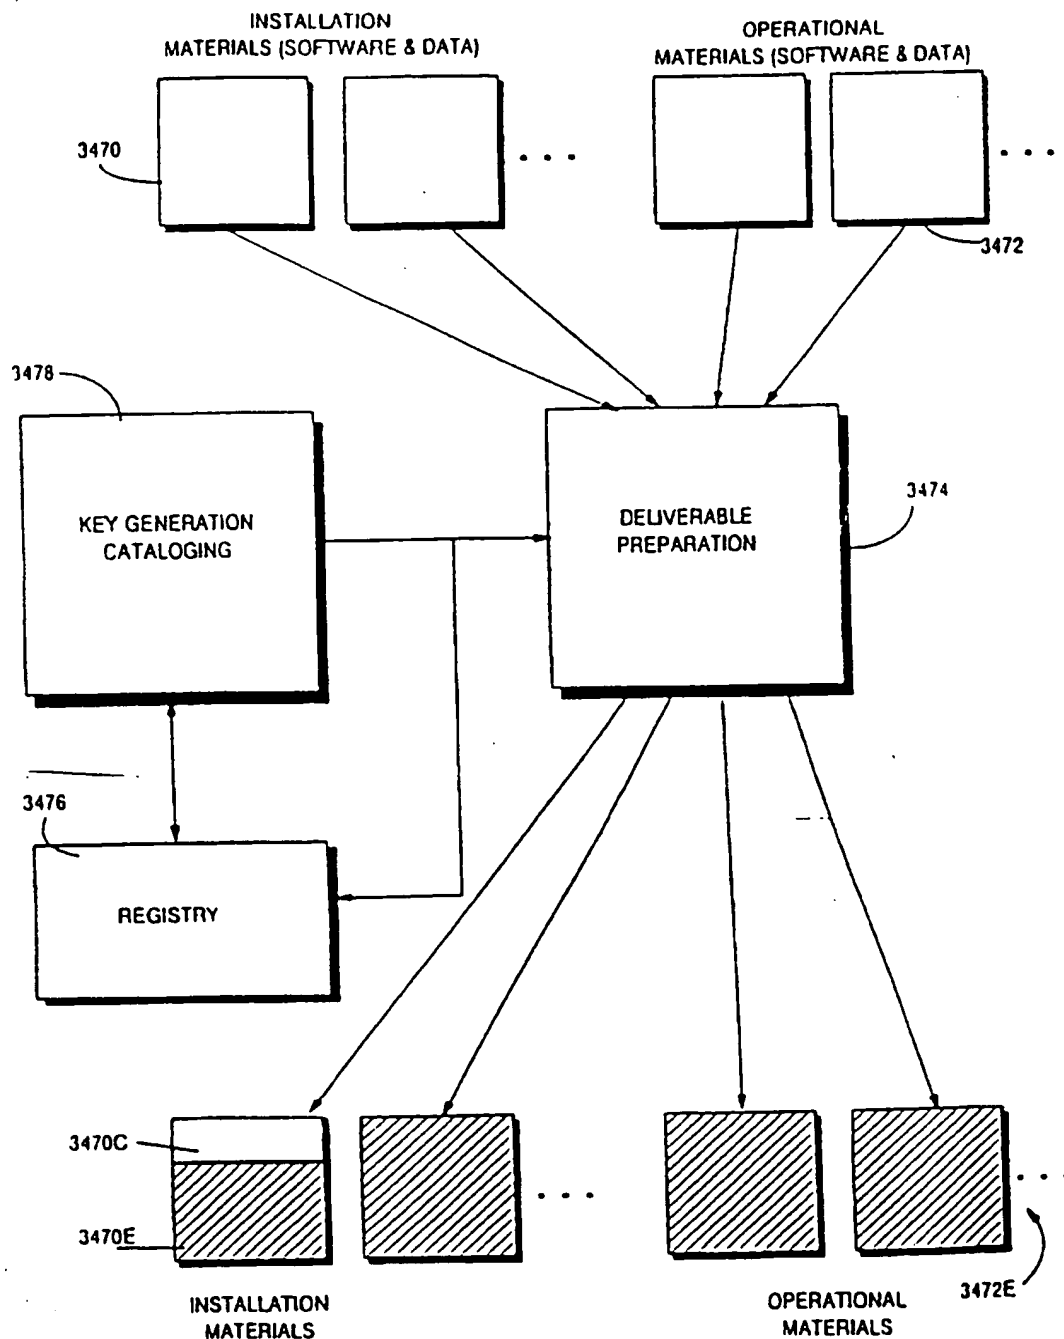 INSTALLATION
MATERIALS (SOFTWARE & DATA)
OPERATIONAL
MATERIALS (SOFTWARE & DATA)
3470
3472
3478
KEY GENERATION
CATALOGING
DELIVERABLE
PREPARATION
3474
3476
REGISTRY
3470C
3470E
3472E
INSTALLATION
MATERIALS
OPERATIONAL
MATERIALS